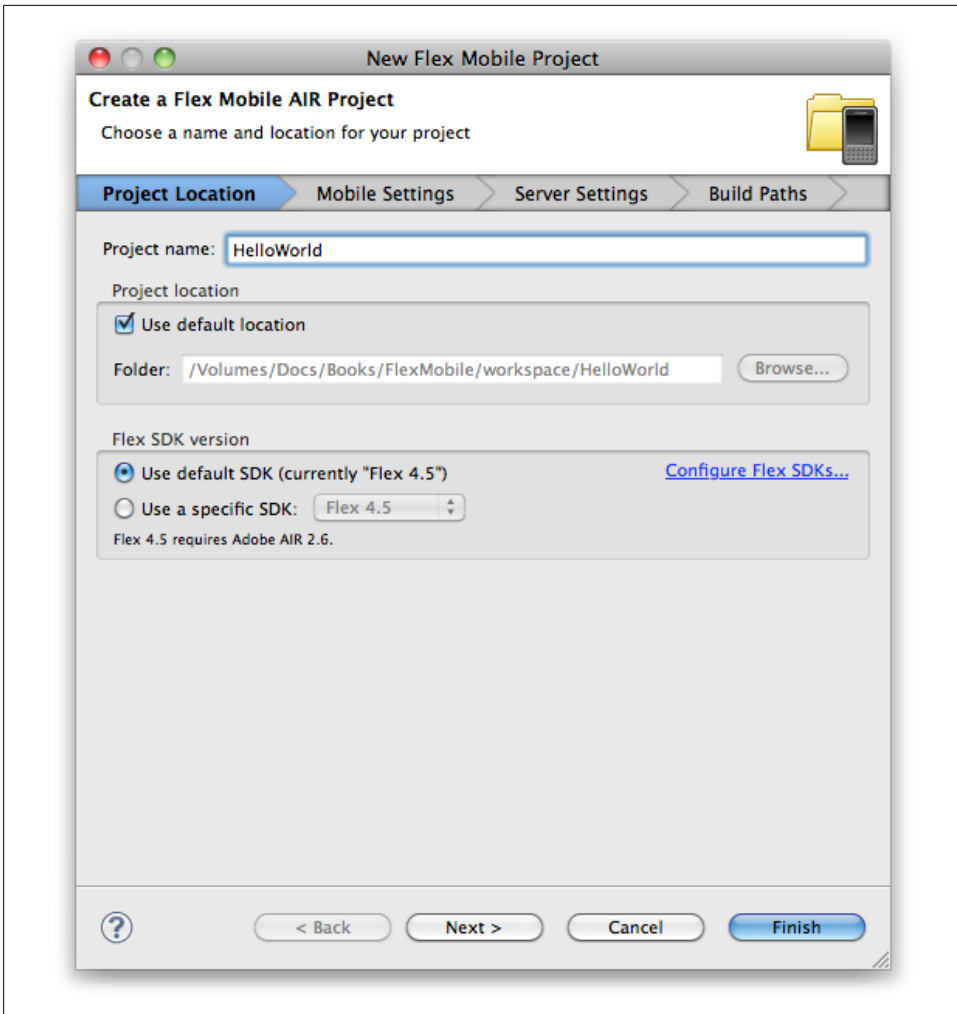 New Flex Mobile Project
Create a Flex Mobile AIR Project
Choose a name and location for your project
Project Location Mobile Settings Server Settings Build Paths
Project name: HelloWorld
Project location
Use default location
Folder: /Volumes/Docs/Books/FlexMobile/workspace/HelloWorld Browse...
Flex SDK version
Use default SDK (currently "Flex 4.5") Configure Flex SDKs...
Use a specific SDK: Flex 4.5
Flex 4.5 requires Adobe AIR 2.6.
? < Back Next > Cancel Finish